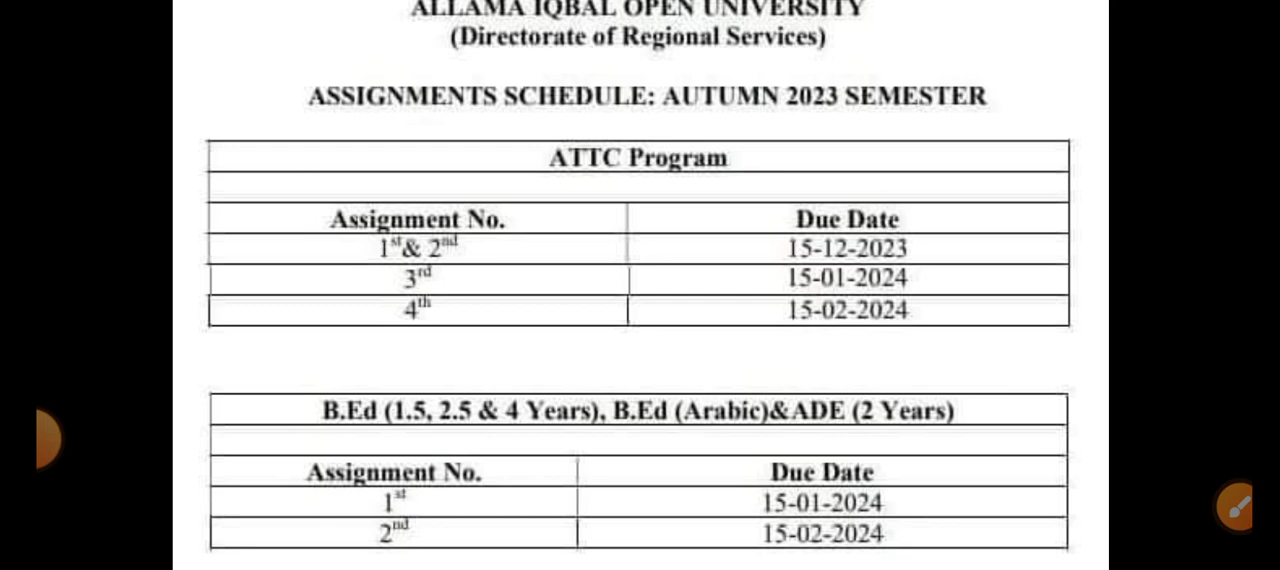 ALLAMA IQBAL OPEN UNIVERSITY
(Directorate of Regional Services)
ASSIGNMENTS SCHEDULE: AUTUMN 2023 SEMESTER
ATTC Program
Assignment No. Due Date
1st& 2nd 15-12-2023
3rd 15-01-2024
4th 15-02-2024
B.Ed (1.5, 2.5 & 4 Years), B.Ed (Arabic)&ADE (2 Years)
Assignment No. Due Date
1st 15-01-2024
2nd 15-02-2024